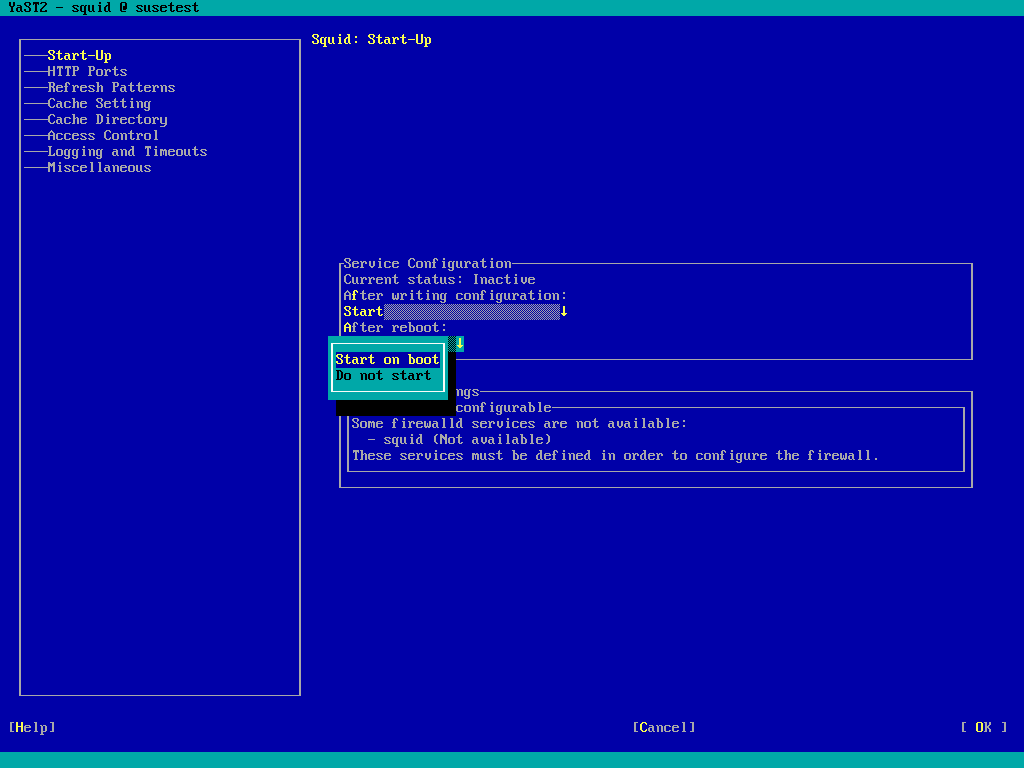 YaST2 - squid @ susetest
Squid: Start-Up
Start-Up
HTTP Ports
Refresh Patterns
Cache Setting
Cache Directory
Access Control
Logging and Timeouts
Miscellaneous
Service Configuration
Current status: Inactive
After writing configuration:
Start ↓
After reboot:
↓
Start on boot
Do not start
ngs
configurable
Some firewalld services are not available:
- squid (Not available)
These services must be defined in order to configure the firewall.
[Help] [Cancel] [ OK ]